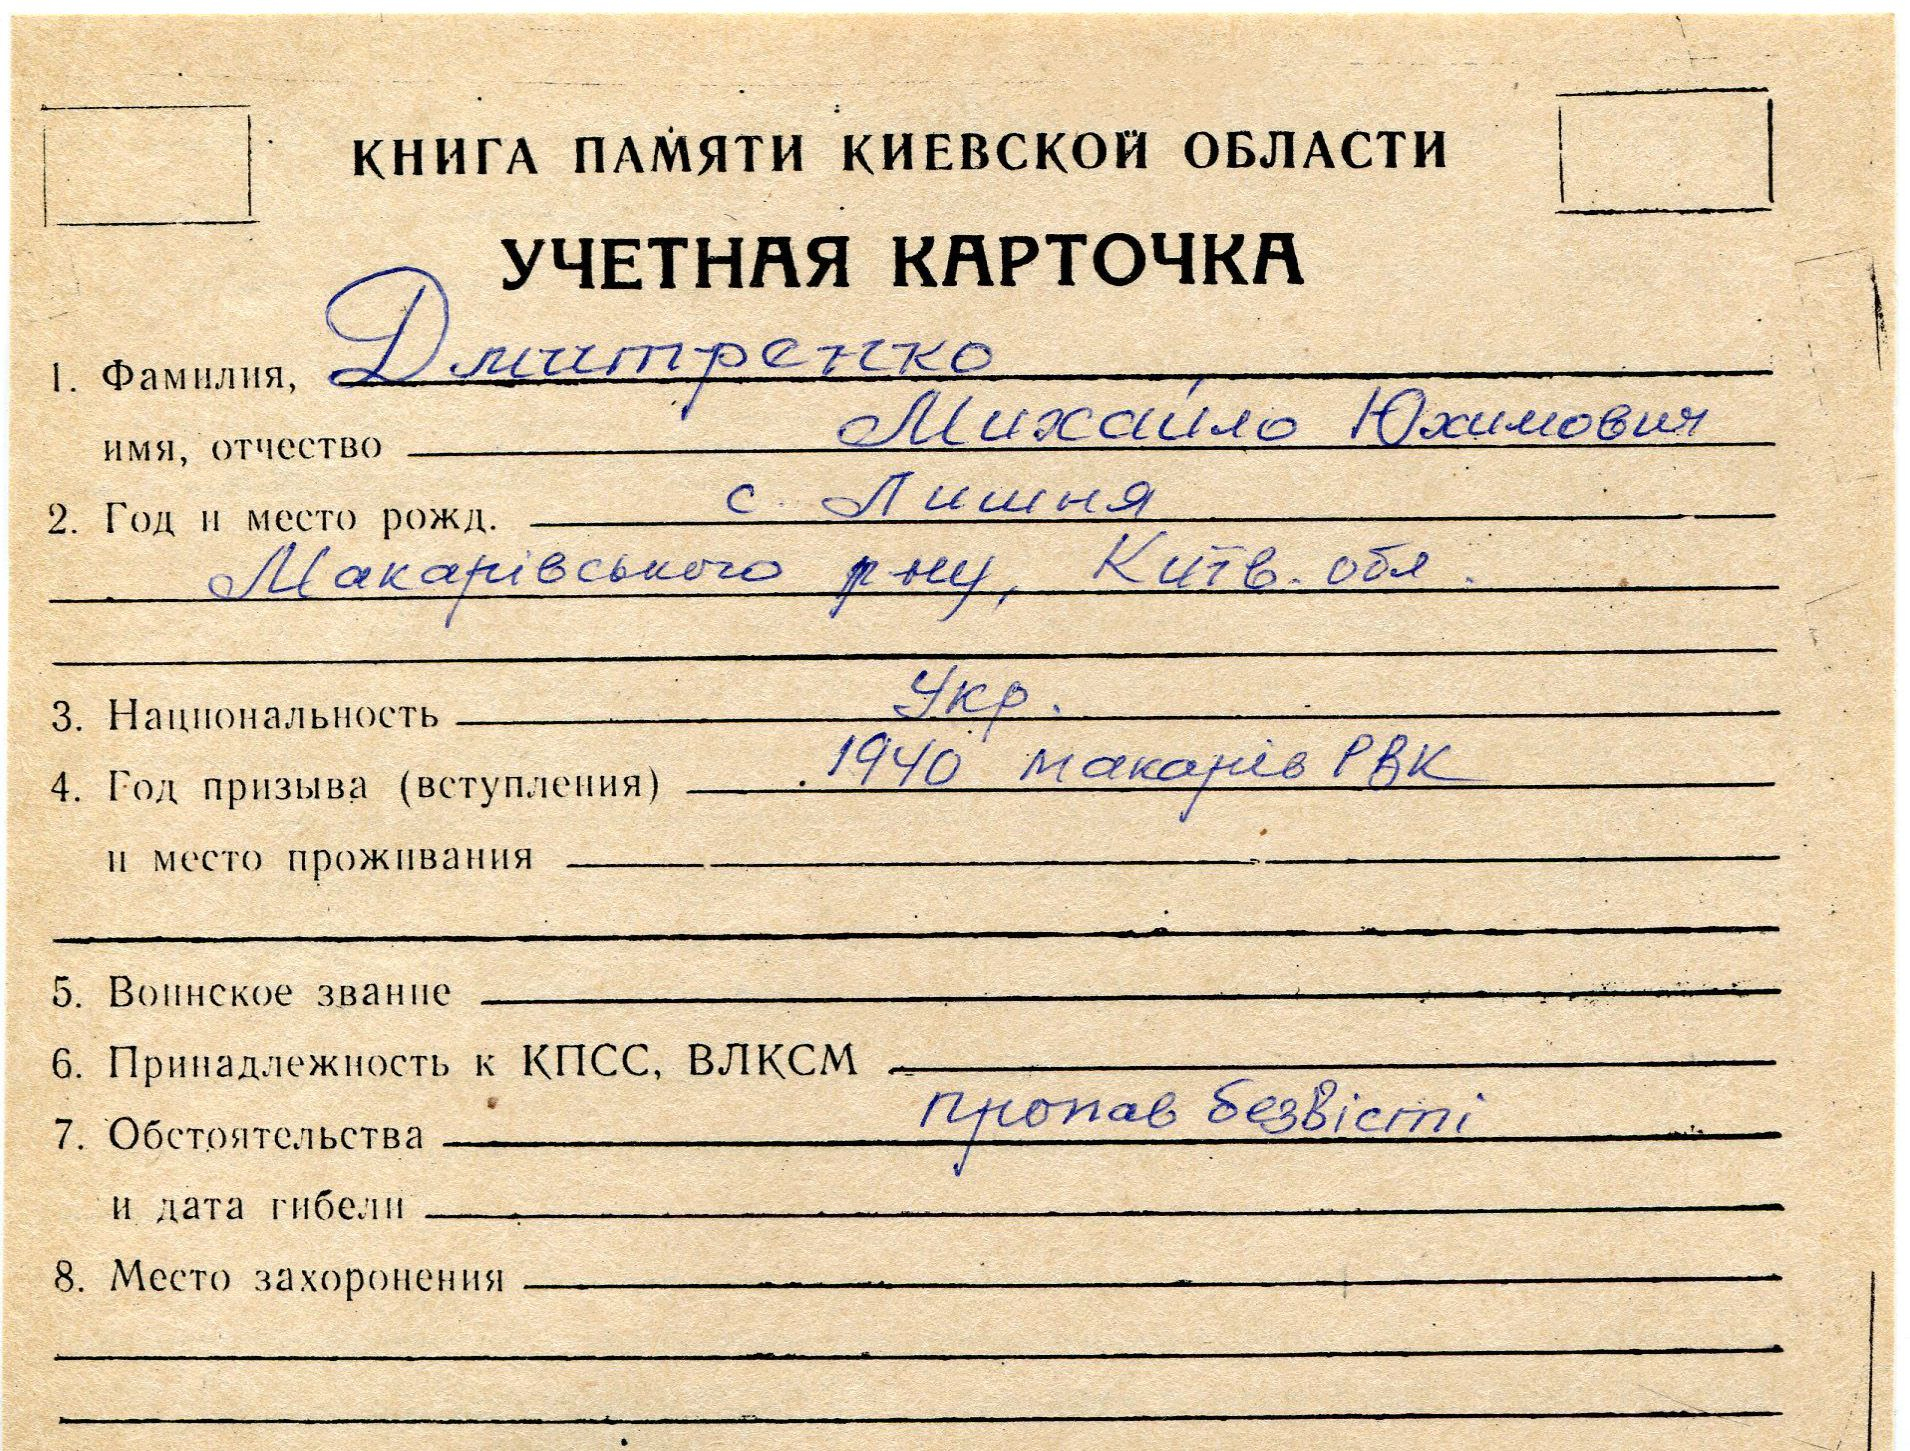 КНИГА ПАМЯТИ КИЕВСКОЙ ОБЛАСТИ
УЧЕТНАЯ КАРТОЧКА
1. Фамилия, Дмитренко
имя, отчество Михайло Юхимович
2. Год и место рожд. с. Лишня
Макарівського р ну, Київ. обл.
3. Национальность Укр.
4. Год призыва (вступления) 1940 Макарів РВК
и место проживания
5. Воинское звание
6. Принадлежность к КПСС, ВЛКСМ
7. Обстоятельства пропав безвісті
и дата гибели
8. Место захоронения